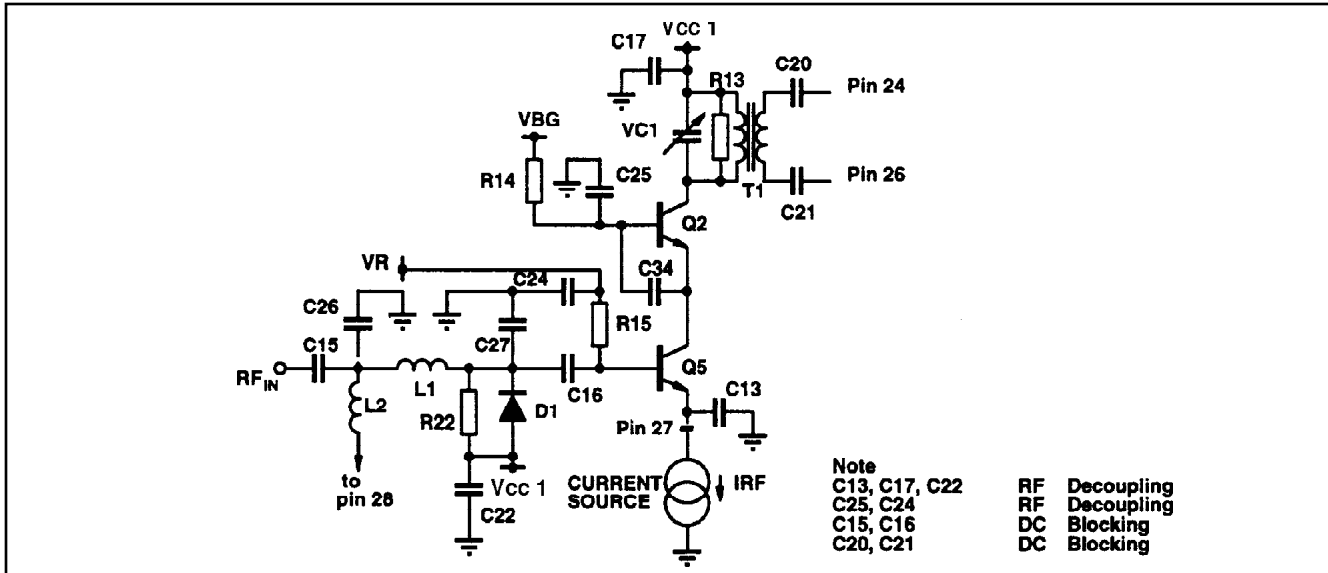 VCC 1
C17
C20
R13
Pin 24
VC1
VBG
C25
R14
Pin 26
T1
C21
Q2
VR
C24
C34
C26
R15
C27
C15
Q5
RFIN
L1
C16
C13
L2
R22
D1
Pin 27
to
pin 28
VCC 1
C22
CURRENT
SOURCE
IRF
Note
C13, C17, C22 RF Decoupling
C25, C24 RF Decoupling
C15, C16 DC Blocking
C20, C21 DC Blocking